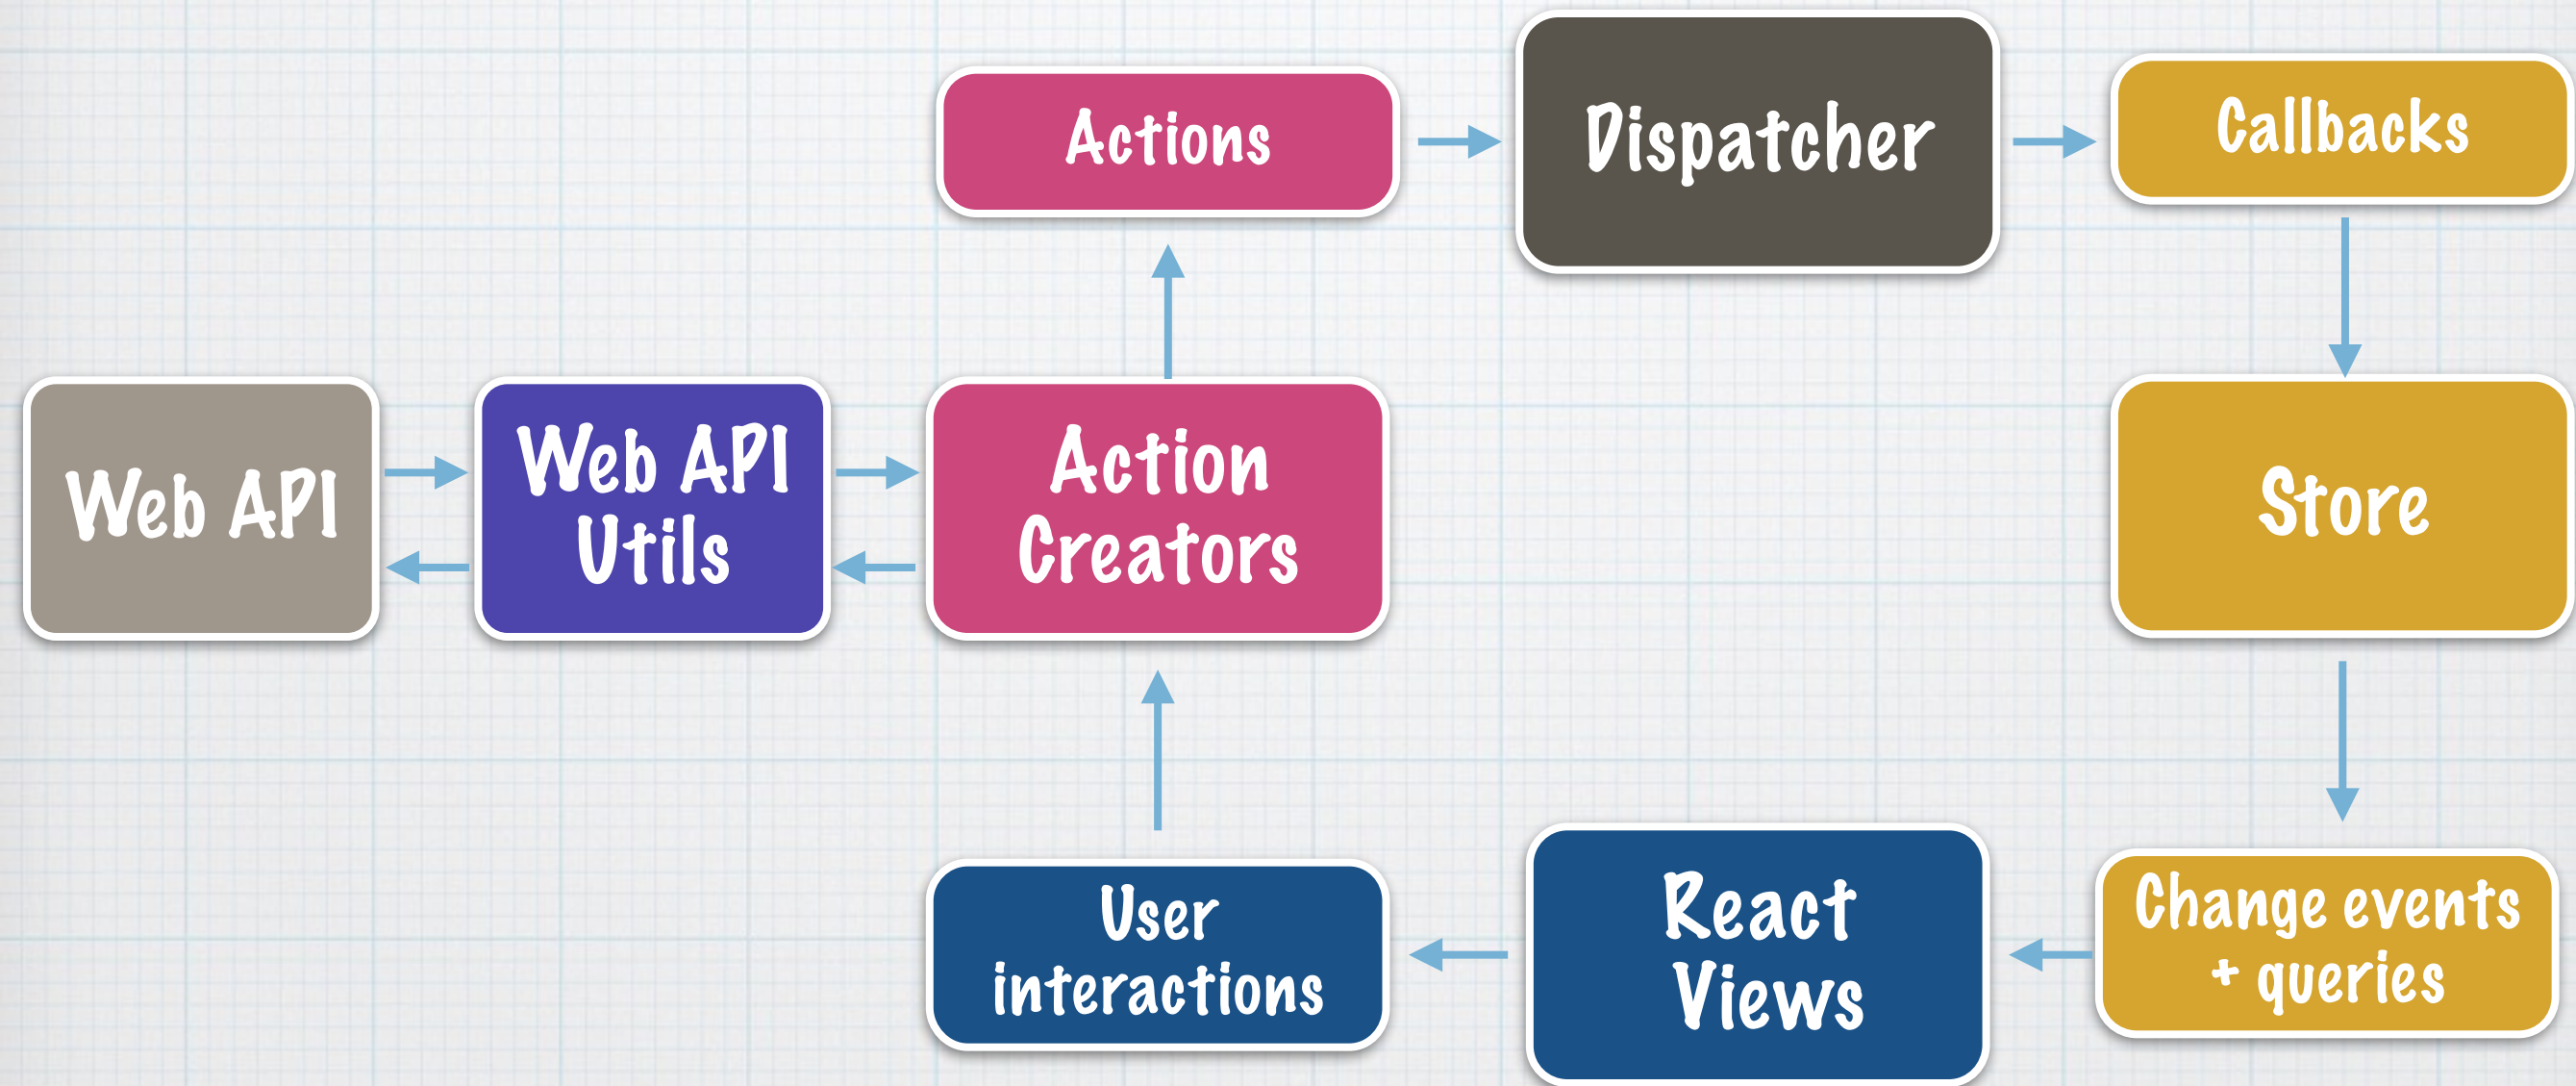 Actions
Dispatcher
Callbacks
Web API
Web API
Utils
Action
Creators
Store
User
interactions
React
Views
Change events
+ queries